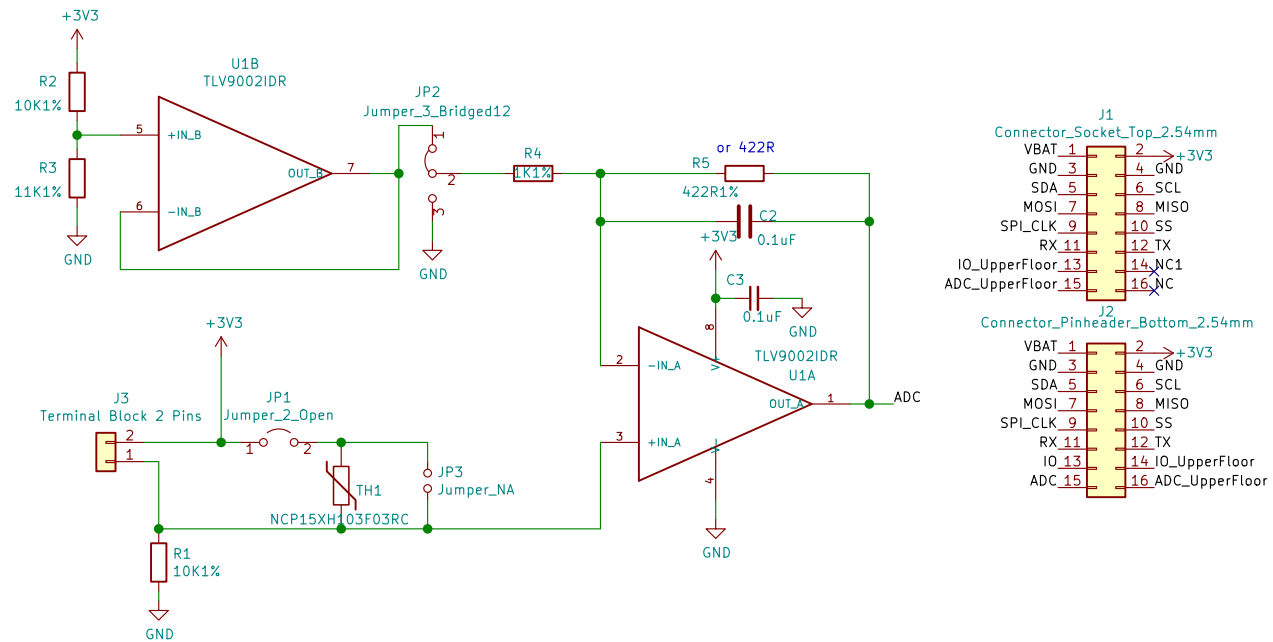 +3V3
R2
10K1%
R3
11K1%
GND
U1B
TLV9002IDR
5
+IN_B
6
−IN_B
OUT_B
7
JP2
Jumper_3_Bridged12
1
2
3
GND
R4
1K1%
or 422R
R5
422R1%
C2
0.1uF
+3V3
C3
0.1uF
GND
8
V+
TLV9002IDR
U1A
2
−IN_A
3
+IN_A
OUT_A
1
ADC
V−
4
GND
+3V3
J3
Terminal Block 2 Pins
2
1
JP1
Jumper_2_Open
1
2
TH1
NCP15XH103F03RC
JP3
Jumper_NA
R1
10K1%
GND
J1
Connector_Socket_Top_2.54mm
VBAT 1 2 +3V3
GND 3 4 GND
SDA 5 6 SCL
MOSI 7 8 MISO
SPI_CLK 9 10 SS
RX 11 12 TX
IO_UpperFloor 13 14 NC1
ADC_UpperFloor 15 16 NC
J2
Connector_Pinheader_Bottom_2.54mm
VBAT 1 2 +3V3
GND 3 4 GND
SDA 5 6 SCL
MOSI 7 8 MISO
SPI_CLK 9 10 SS
RX 11 12 TX
IO 13 14 IO_UpperFloor
ADC 15 16 ADC_UpperFloor